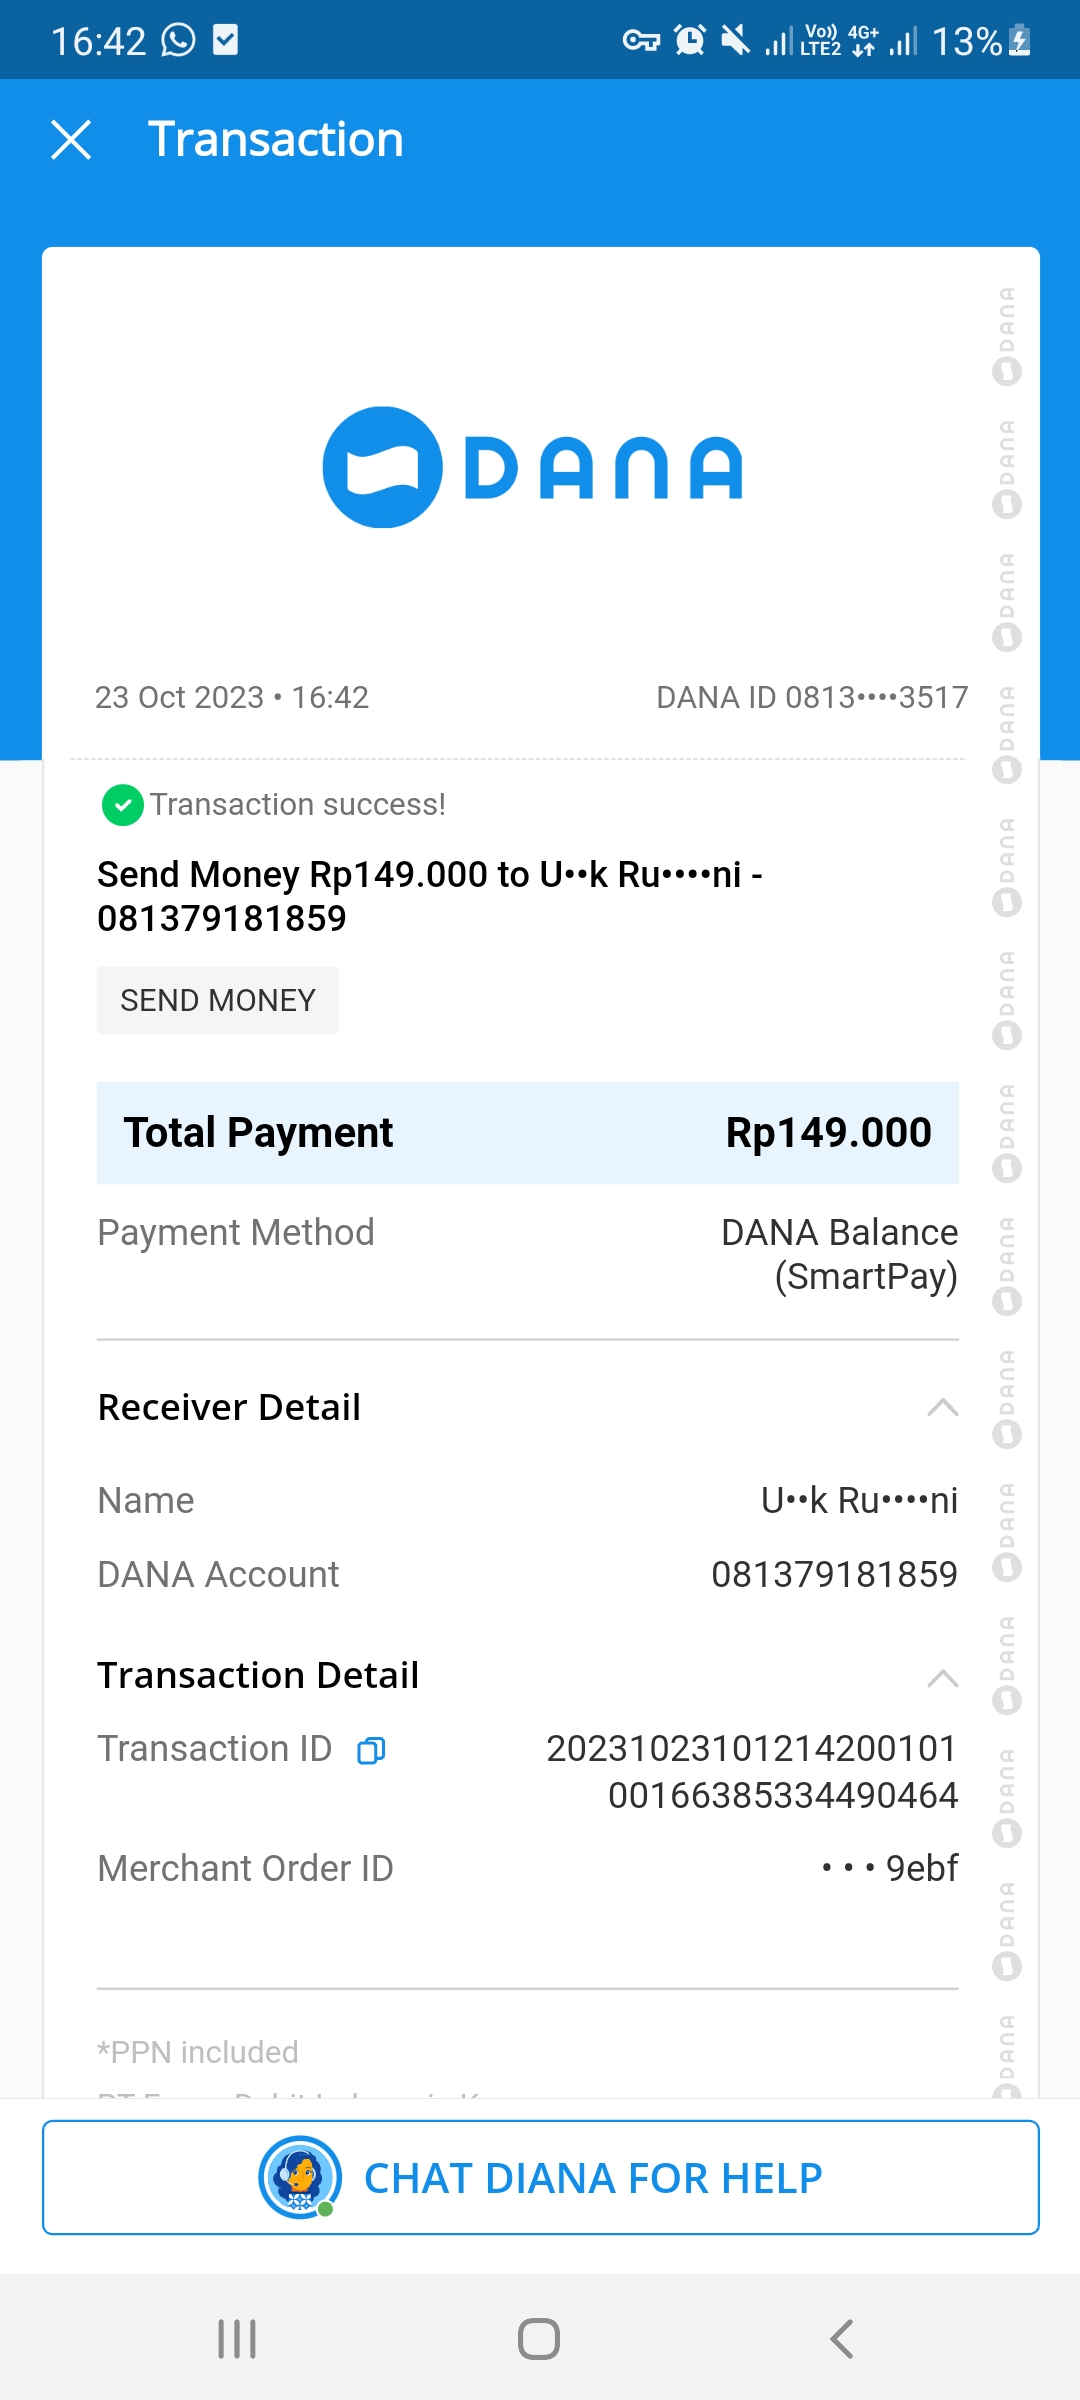 16:42
Vo)) LTE2 4G+ 13%
Transaction
DANA
23 Oct 2023 • 16:42 DANA ID 0813••••3517
Transaction success!
Send Money Rp149.000 to U••k Ru••••ni -
081379181859
SEND MONEY
Total Payment Rp149.000
Payment Method DANA Balance
(SmartPay)
Receiver Detail
Name U••k Ru••••ni
DANA Account 081379181859
Transaction Detail
Transaction ID 20231023101214200101
00166385334490464
Merchant Order ID • • • 9ebf
*PPN included
CHAT DIANA FOR HELP
DANA
DANA
DANA
DANA
DANA
DANA
DANA
DANA
DANA
DANA
DANA
DANA
DANA
DANA